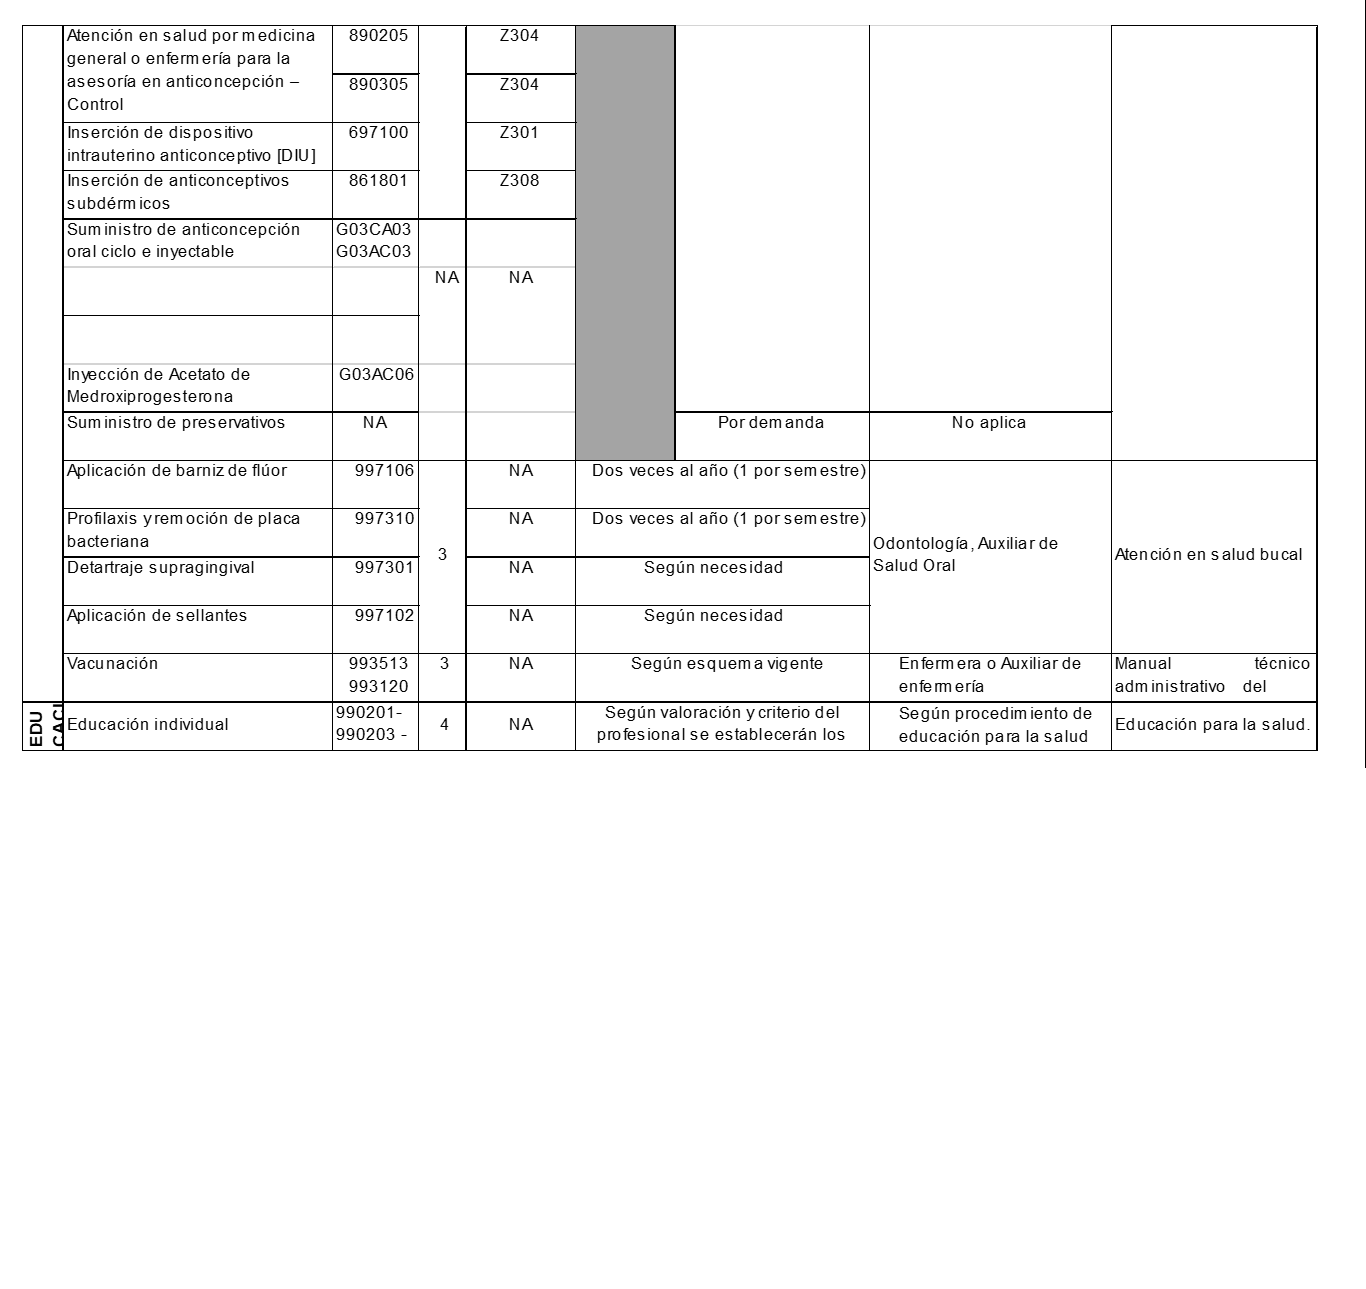 Atención en salud por medicina
general o enfermería para la
asesoría en anticoncepción –
Control
890205
Z304
890305
Z304
Inserción de dispositivo
intrauterino anticonceptivo [DIU]
697100
Z301
Inserción de anticonceptivos
subdérmicos
861801
Z308
Suministro de anticoncepción
oral ciclo e inyectable
G03CA03
G03AC03
NA
NA
Inyección de Acetato de
Medroxiprogesterona
G03AC06
Suministro de preservativos
NA
Por demanda
No aplica
Aplicación de barniz de flúor
997106
NA
Dos veces al año (1 por semestre)
Profilaxis y remoción de placa
bacteriana
997310
NA
Dos veces al año (1 por semestre)
3
Odontología, Auxiliar de
Salud Oral
Atención en salud bucal
Detartraje supragingival
997301
NA
Según necesidad
Aplicación de sellantes
997102
NA
Según necesidad
Vacunación
993513
993120
3
NA
Según esquema vigente
Enfermera o Auxiliar de
enfermería
Manual técnico
administrativo del
EDU
CACI
Educación individual
990201-
990203 -
4
NA
Según valoración y criterio del
profesional se establecerán los
Según procedimiento de
educación para la salud
Educación para la salud.